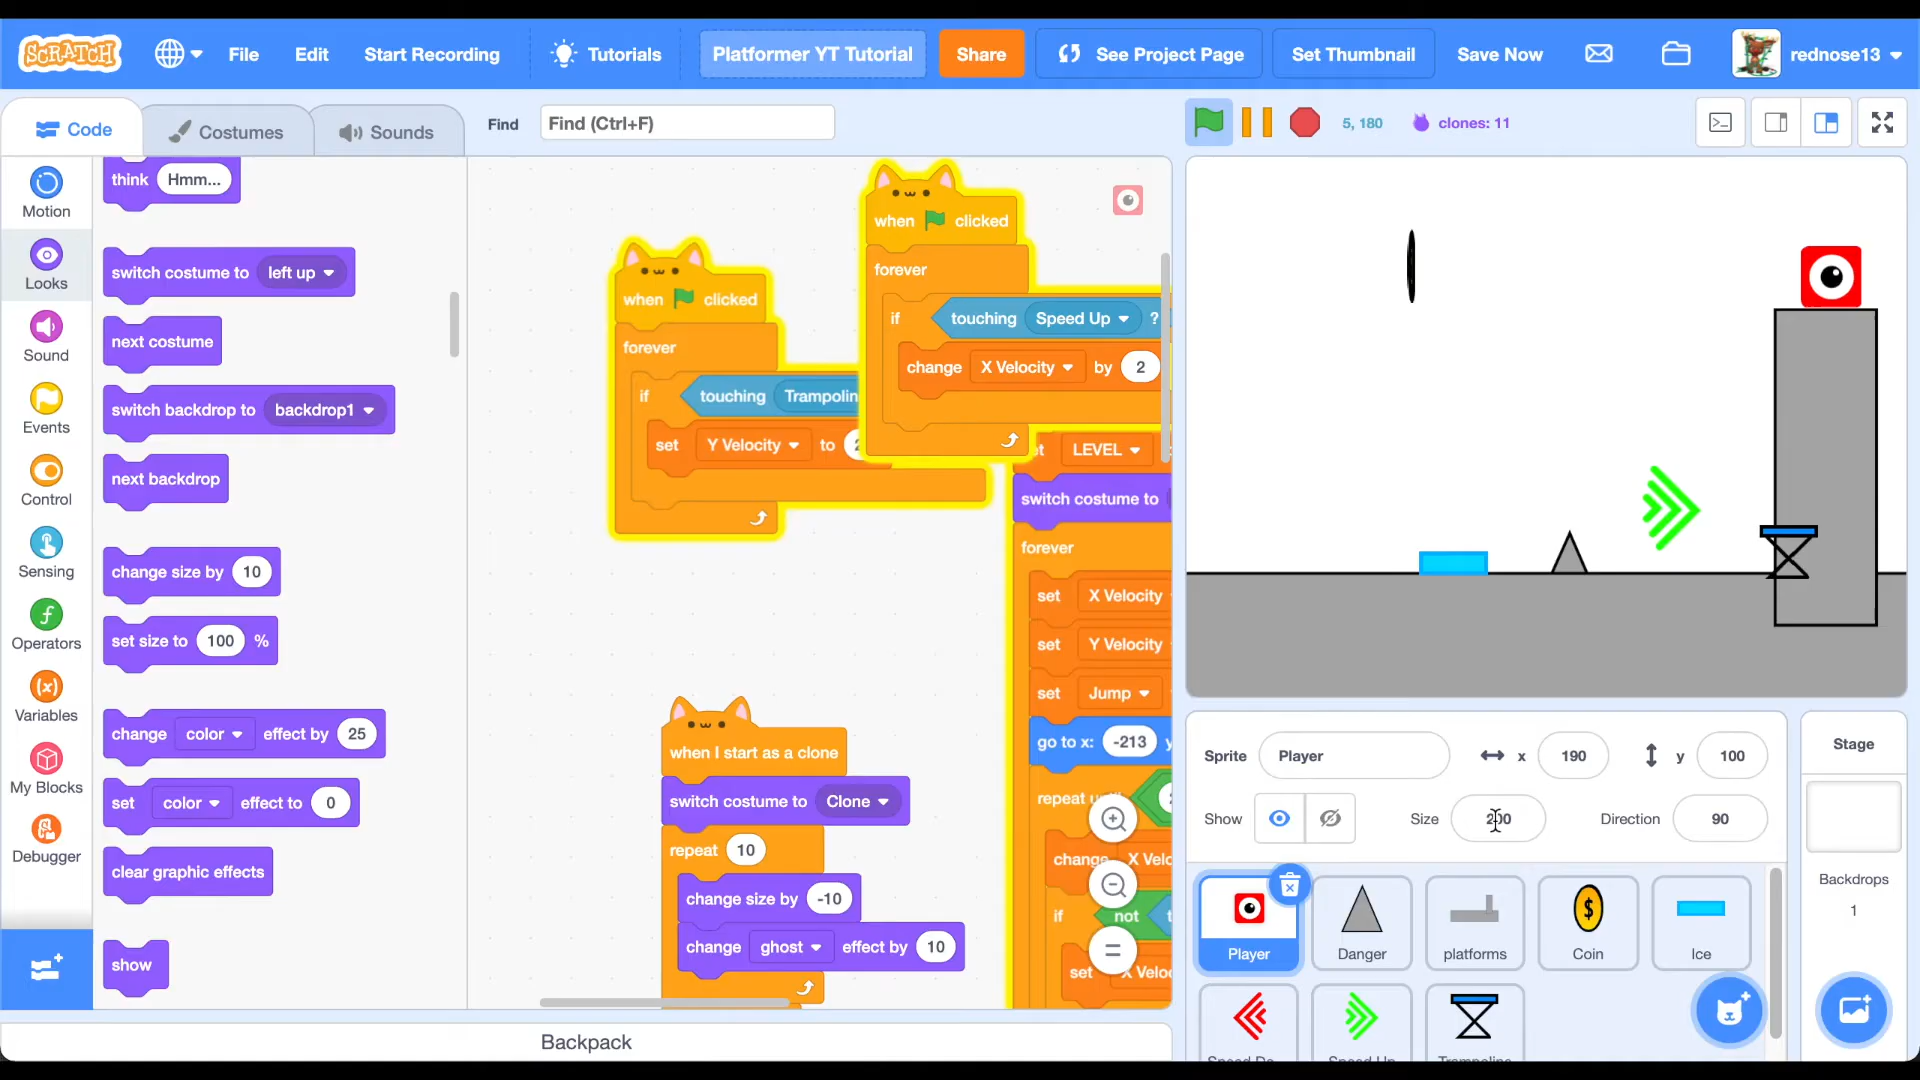 SCRATCH File Edit Start Recording Tutorials Platformer YT Tutorial Share See Project Page Set Thumbnail Save Now rednose13
Code Costumes Sounds Find Find (Ctrl+F) 5, 180 clones: 11
Motion
Looks
Sound
Events
Control
Sensing
Operators
Variables
My Blocks
Debugger
think Hmm...
switch costume to left up
next costume
switch backdrop to backdrop1
next backdrop
change size by 10
set size to 100 %
change color effect by 25
set color effect to 0
clear graphic effects
show
when clicked
forever
if touching Trampolin
set Y Velocity to
when clicked
forever
if touching Speed Up ?
change X Velocity by 2
LEVEL
switch costume to
forever
set X Velocity
set Y Velocity
set Jump
go to x: -213
repeat
change X Velo
if not
set X Velo
when I start as a clone
switch costume to Clone
repeat 10
change size by -10
change ghost effect by 10
Backpack
Sprite Player x 190 y 100
Show Size 200 Direction 90
Player Danger platforms Coin Ice
Stage
Backdrops
1